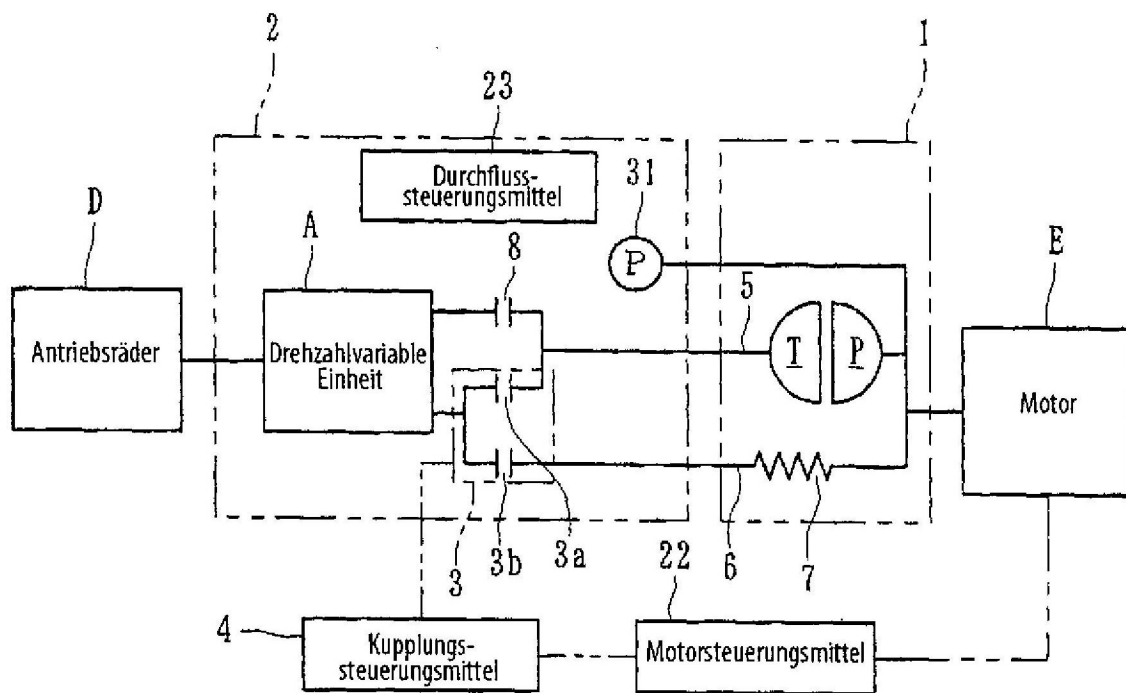 2
1
23
Durchfluss-
steuerungsmittel
31
D
A
P
E
8
5
Antriebsräder
Drehzahlvariable
Einheit
T
P
Motor
3
3b
3a
6
7
22
4
Kupplungs-
steuerungsmittel
Motorsteuerungsmittel